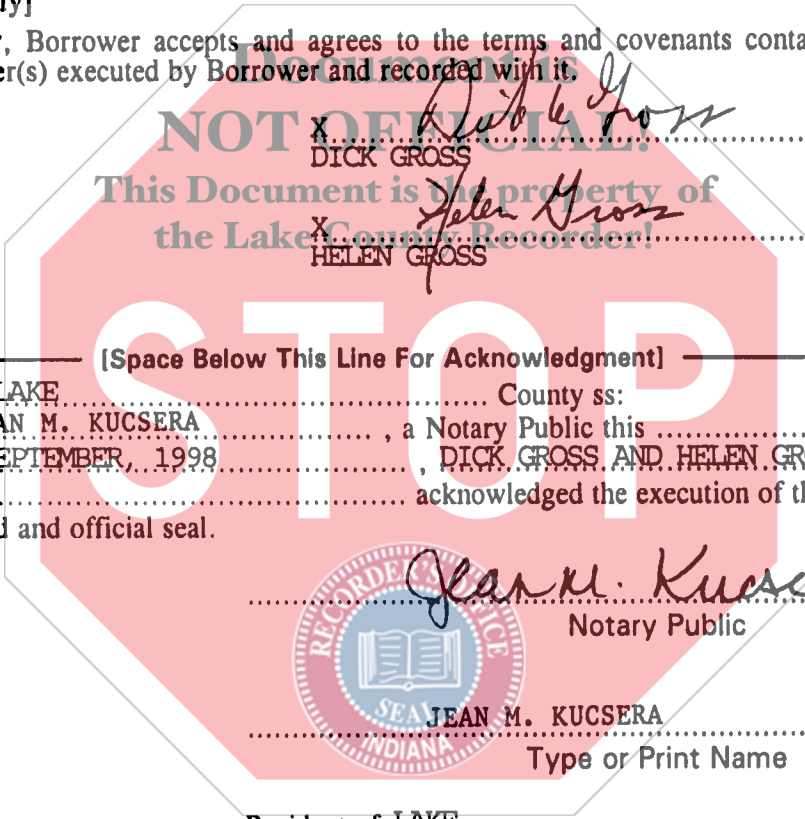 , Borrower accepts and agrees to the terms and covenants conta
er(s) executed by Borrower and recorded with it.
Document is
NOT OFFICIAL!
This Document is the property of
the Lake County Recorder!
X Dick Gross
DICK GROSS
X Helen Gross
HELEN GROSS
STOP
[Space Below This Line For Acknowledgment]
LAKE County ss:
AN M. KUCSERA , a Notary Public this
EPTEMBER, 1998 , DICK GROSS AND HELEN GRO
acknowledged the execution of th
d and official seal.
Jean M. Kucse
Notary Public
RECORDER'S OFFICE
SEAL
INDIANA
JEAN M. KUCSERA
Type or Print Name
LAKE